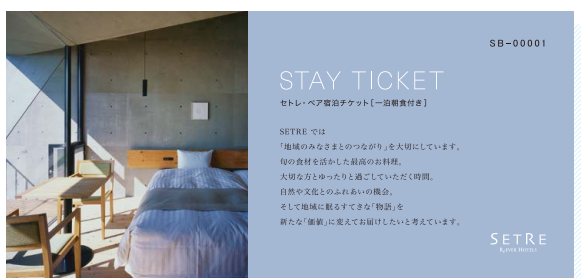 SB-00001
STAY TICKET
セトレ・ペア宿泊チケット[一泊朝食付き]
SETRE では
「地域のみなさまとのつながり」を大切にしています。
旬の食材を活かした最高のお料理。
大切な方とゆったりと過ごしていただく時間。
自然や文化とのふれあいの機会。
そして地域に眠るすてきな「物語」を
新たな「価値」に変えてお届けしたいと考えています。
SETRE